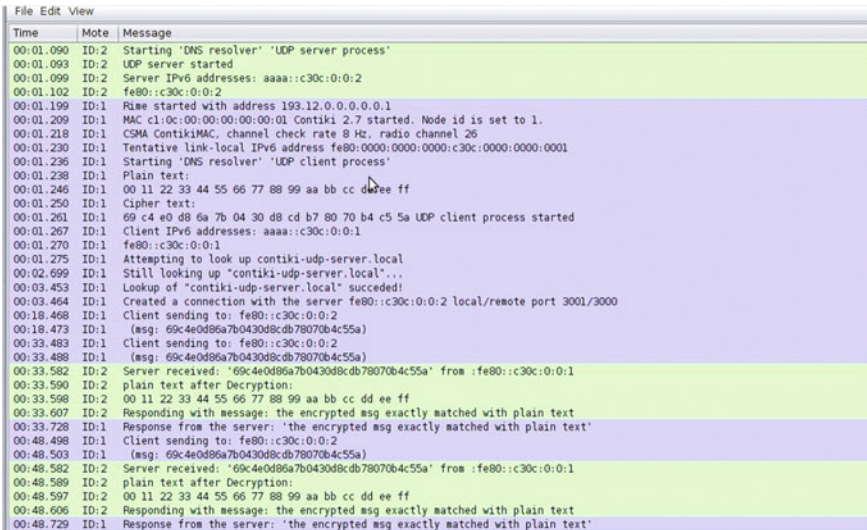 File Edit View
Time Mote Message
00:01.090 ID:2 Starting 'DNS resolver' 'UDP server process'
00:01.093 ID:2 UDP server started
00:01.099 ID:2 Server IPv6 addresses: aaaa::c30c:0:0:2
00:01.102 ID:2 fe80::c30c:0:0:2
00:01.199 ID:1 Rime started with address 193.12.0.0.0.0.0.1
00:01.209 ID:1 MAC c1:0c:00:00:00:00:00:01 Contiki 2.7 started. Node id is set to 1.
00:01.218 ID:1 CSMA ContikiMAC, channel check rate 8 Hz, radio channel 26
00:01.230 ID:1 Tentative link-local IPv6 address fe80:0000:0000:0000:c30c:0000:0000:0001
00:01.236 ID:1 Starting 'DNS resolver' 'UDP client process'
00:01.238 ID:1 Plain text:
00:01.246 ID:1 00 11 22 33 44 55 66 77 88 99 aa bb cc ee ff
00:01.250 ID:1 Cipher text:
00:01.261 ID:1 69 c4 e0 d8 6a 7b 04 30 d8 cd b7 80 70 b4 c5 5a UDP client process started
00:01.267 ID:1 Client IPv6 addresses: aaaa::c30c:0:0:1
00:01.270 ID:1 fe80::c30c:0:0:1
00:01.275 ID:1 Attempting to look up contiki-udp-server.local
00:02.699 ID:1 Still looking up "contiki-udp-server.local"...
00:03.453 ID:1 Lookup of "contiki-udp-server.local" succeded!
00:03.464 ID:1 Created a connection with the server fe80::c30c:0:0:2 local/remote port 3001/3000
00:18.468 ID:1 Client sending to: fe80::c30c:0:0:2
00:18.473 ID:1 (msg: 69c4e0d86a7b0430d8cdb78070b4c55a)
00:33.483 ID:1 Client sending to: fe80::c30c:0:0:2
00:33.488 ID:1 (msg: 69c4e0d86a7b0430d8cdb78070b4c55a)
00:33.582 ID:2 Server received: '69c4e0d86a7b0430d8cdb78070b4c55a' from :fe80::c30c:0:0:1
00:33.590 ID:2 plain text after Decryption:
00:33.598 ID:2 00 11 22 33 44 55 66 77 88 99 aa bb cc dd ee ff
00:33.607 ID:2 Responding with message: the encrypted msg exactly matched with plain text
00:33.728 ID:1 Response from the server: 'the encrypted msg exactly matched with plain text'
00:48.498 ID:1 Client sending to: fe80::c30c:0:0:2
00:48.503 ID:1 (msg: 69c4e0d86a7b0430d8cdb78070b4c55a)
00:48.582 ID:2 Server received: '69c4e0d86a7b0430d8cdb78070b4c55a' from :fe80::c30c:0:0:1
00:48.589 ID:2 plain text after Decryption:
00:48.597 ID:2 00 11 22 33 44 55 66 77 88 99 aa bb cc dd ee ff
00:48.606 ID:2 Responding with message: the encrypted msg exactly matched with plain text
00:48.729 ID:1 Response from the server: 'the encrypted msg exactly matched with plain text'